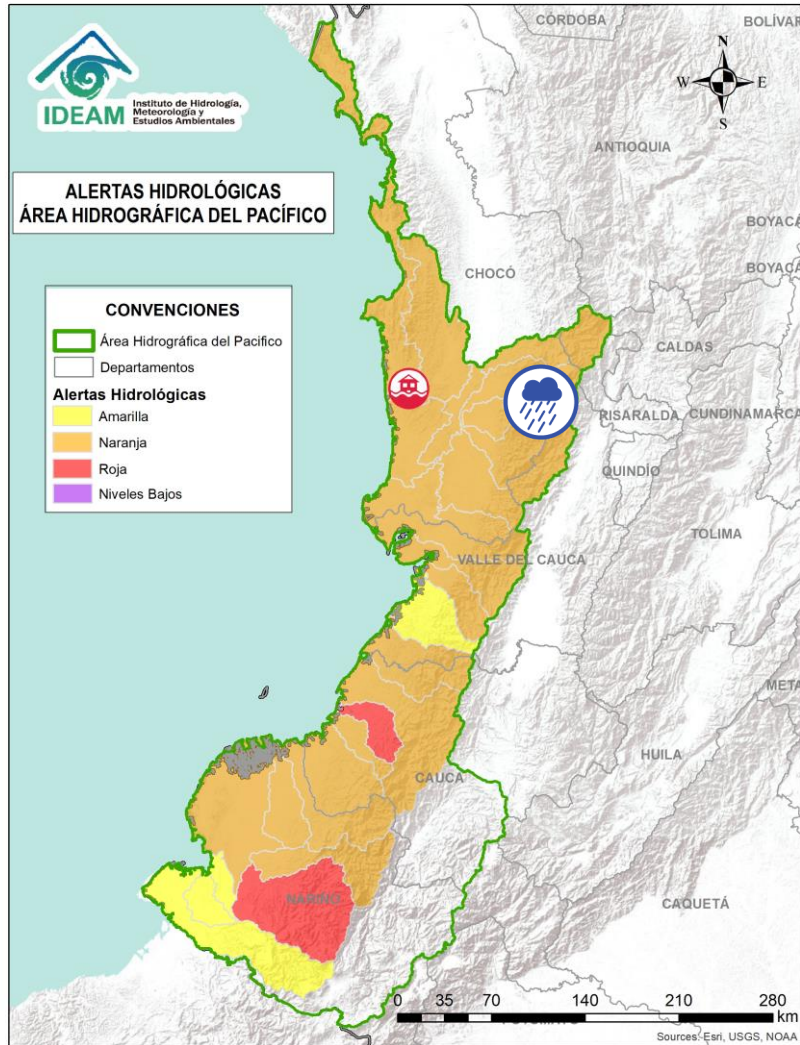 IDEAM
Instituto de Hidrología,
Meteorología y
Estudios Ambientales
ALERTAS HIDROLÓGICAS
ÁREA HIDROGRÁFICA DEL PACÍFICO
CONVENCIONES
Área Hidrográfica del Pacifico
Departamentos
Alertas Hidrológicas
Amarilla
Naranja
Roja
Niveles Bajos
N
W E
S
CÓRDOBA
BOLÍVAR
ANTIOQUIA
BOYACÁ
BOYACÁ
CHOCÓ
CALDAS
RISARALDA
CUNDINAMARCA
QUINDÍO
TOLIMA
VALLE DEL CAUCA
META
HUILA
CAUCA
NARIÑO
CAQUETÁ
0 35 70 140 210 280
km
Sources: Esri, USGS, NOAA